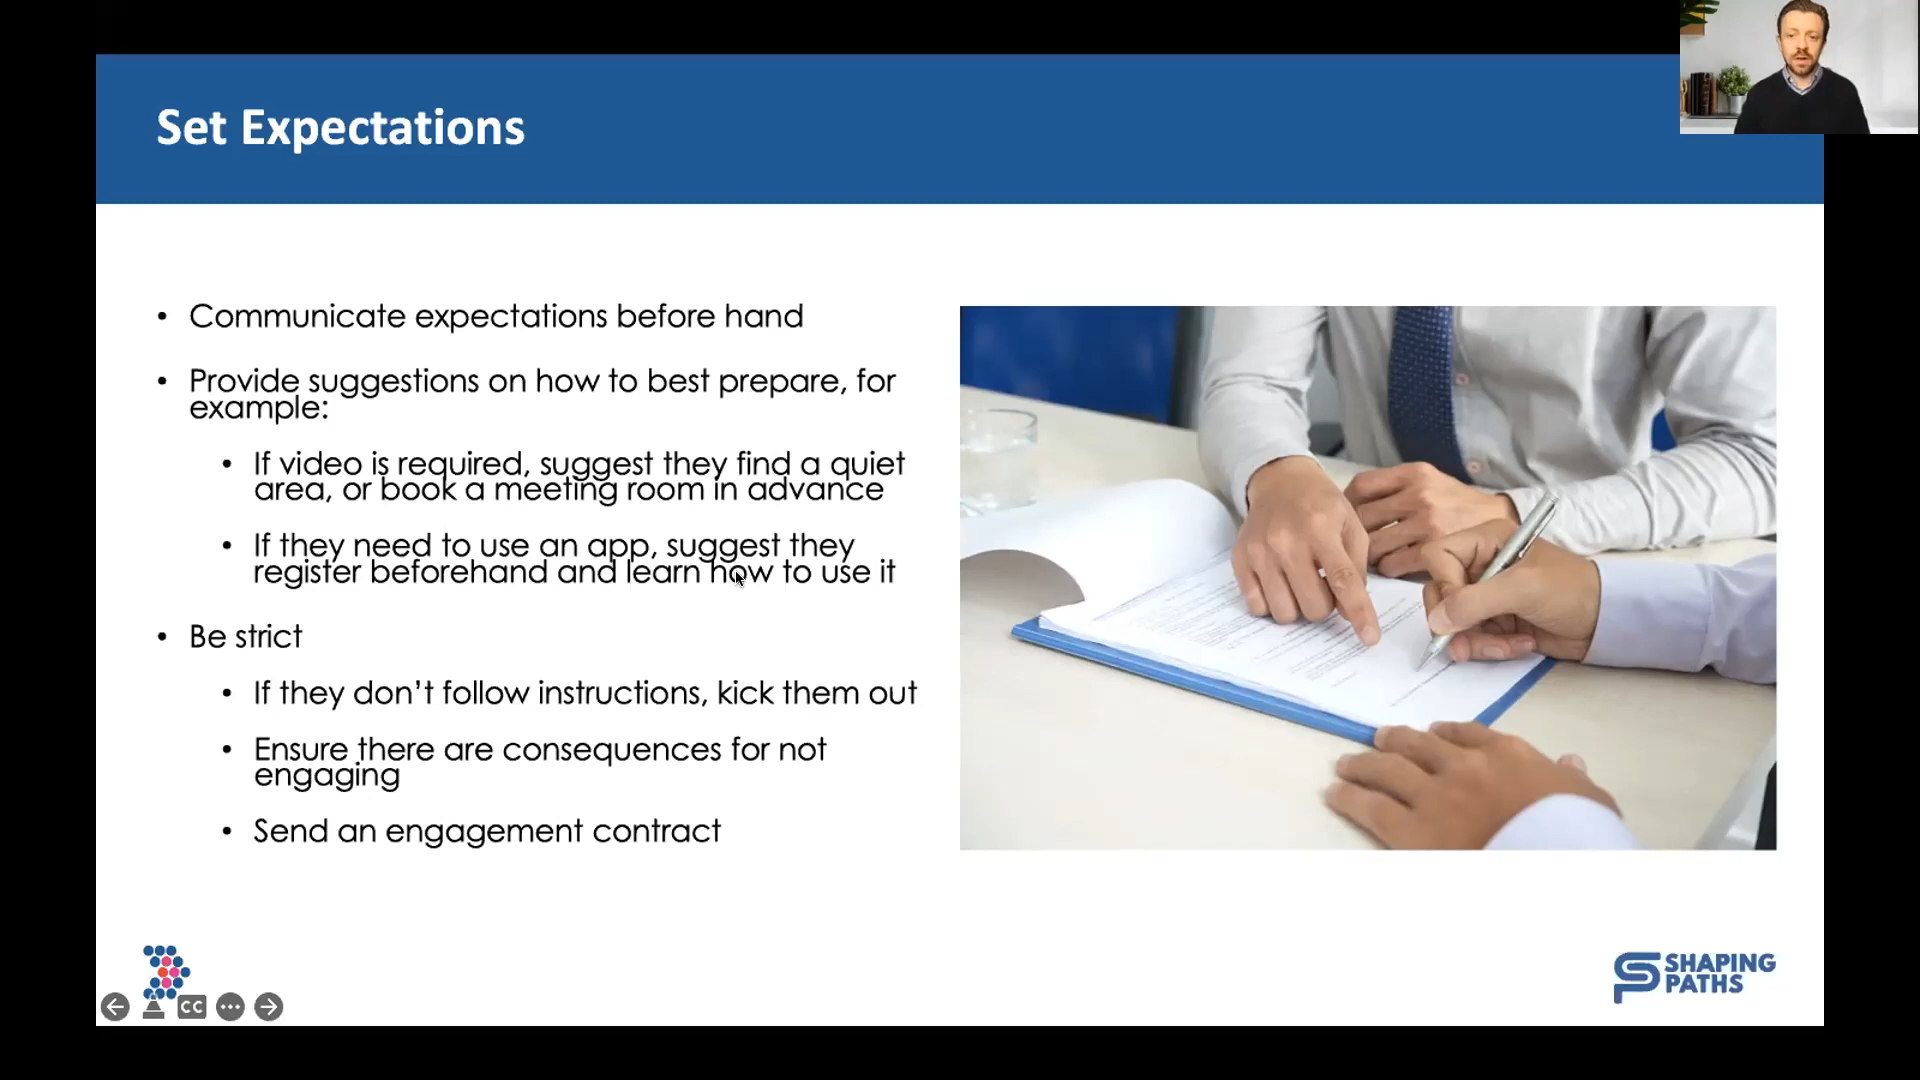 Set Expectations
• Communicate expectations before hand
• Provide suggestions on how to best prepare, for
example:
• If video is required, suggest they find a quiet
area, or book a meeting room in advance
• If they need to use an app, suggest they
register beforehand and learn how to use it
• Be strict
• If they don’t follow instructions, kick them out
• Ensure there are consequences for not
engaging
• Send an engagement contract
CC
SHAPING
PATHS